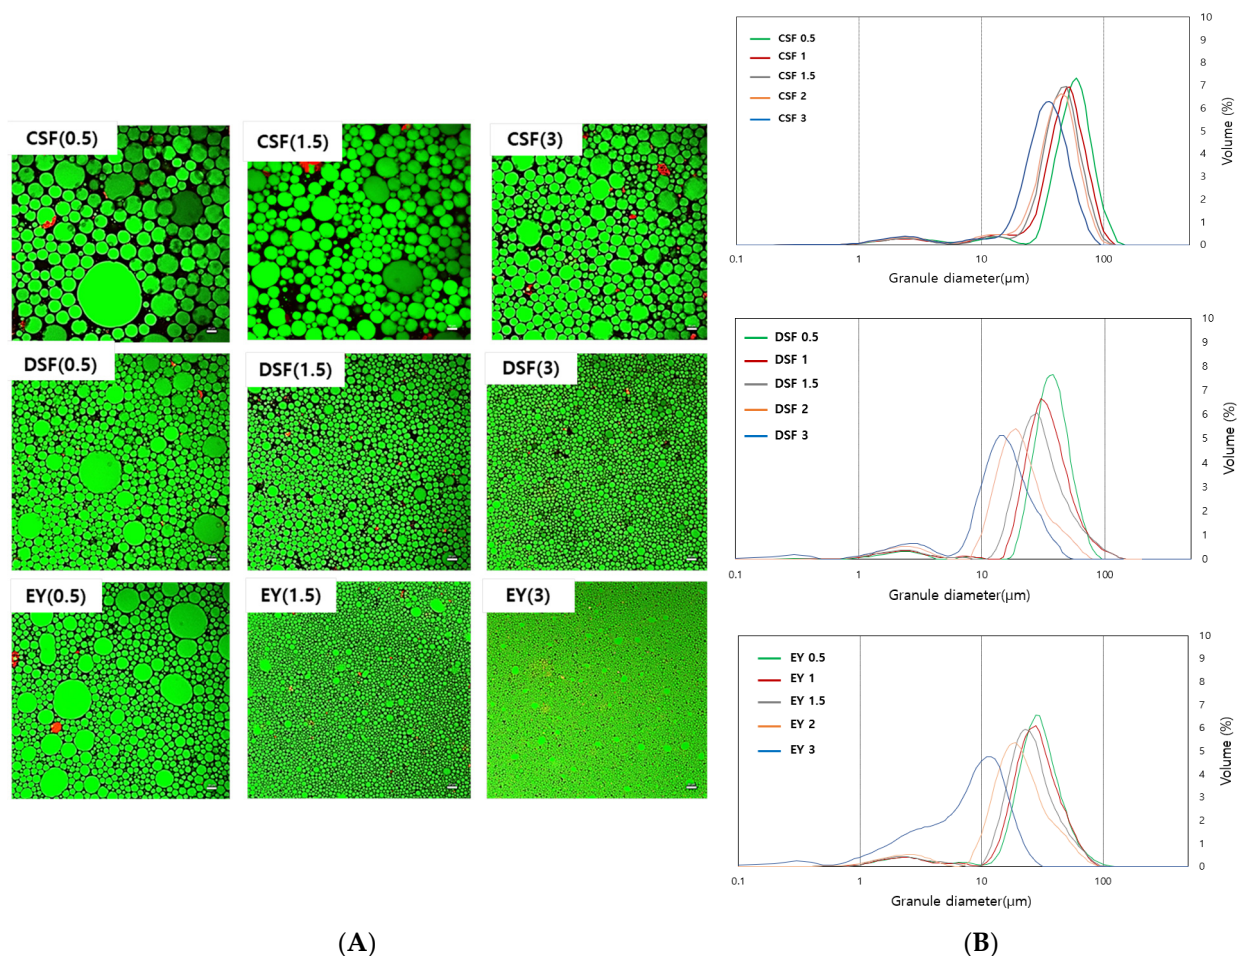 CSF(0.5)
CSF(1.5)
CSF(3)
DSF(0.5)
DSF(1.5)
DSF(3)
EY(0.5)
EY(1.5)
EY(3)
(A)
CSF 0.5
CSF 1
CSF 1.5
CSF 2
CSF 3
10
9
8
7
6
5
4
3
2
1
0
Volume (%)
0.1 1 10 100
Granule diameter(μm)
DSF 0.5
DSF 1
DSF 1.5
DSF 2
DSF 3
10
9
8
7
6
5
4
3
2
1
0
Volume (%)
0.1 1 10 100
Granule diameter(μm)
EY 0.5
EY 1
EY 1.5
EY 2
EY 3
10
9
8
7
6
5
4
3
2
1
0
Volume (%)
0.1 1 10 100
Granule diameter(μm)
(B)